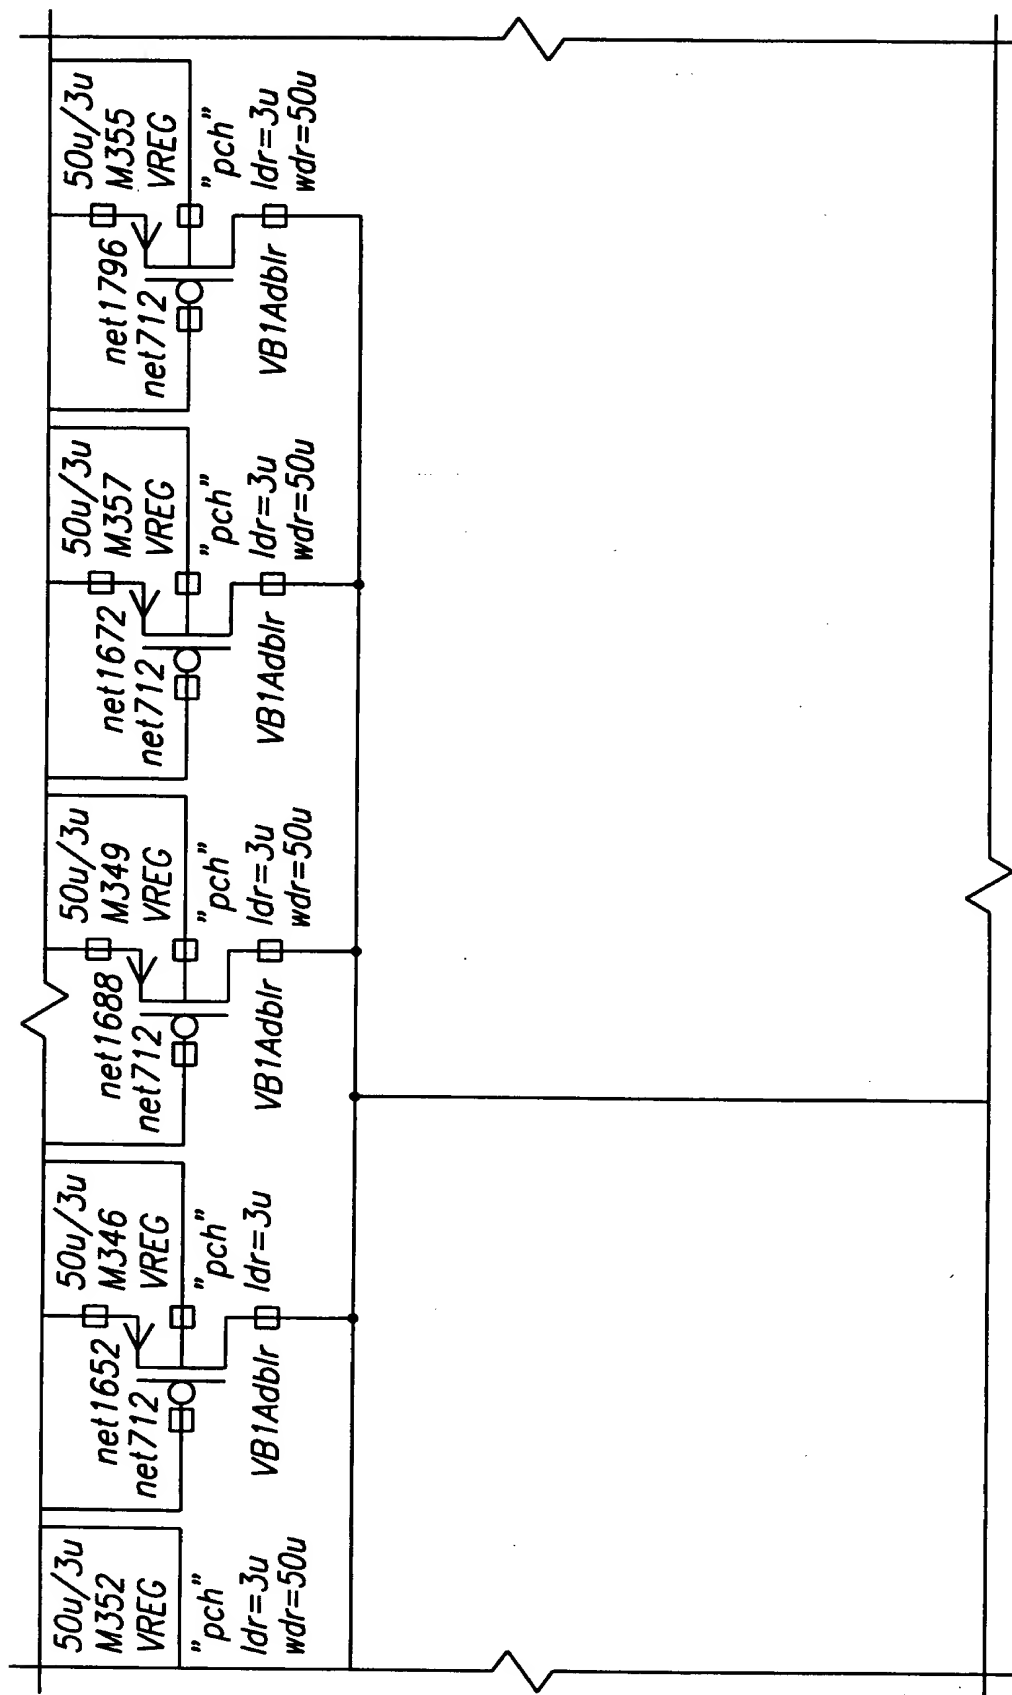 50u/3u
M352
VREG
"pch"
ldr=3u
wdr=50u
net1652
net712
VB1Adblr
50u/3u
M346
VREG
"pch"
ldr=3u
net1688
net712
VB1Adblr
50u/3u
M349
VREG
"pch"
ldr=3u
wdr=50u
net1672
net712
VB1Adblr
50u/3u
M357
VREG
"pch"
ldr=3u
wdr=50u
net1796
net712
VB1Adblr
50u/3u
M355
VREG
"pch"
ldr=3u
wdr=50u